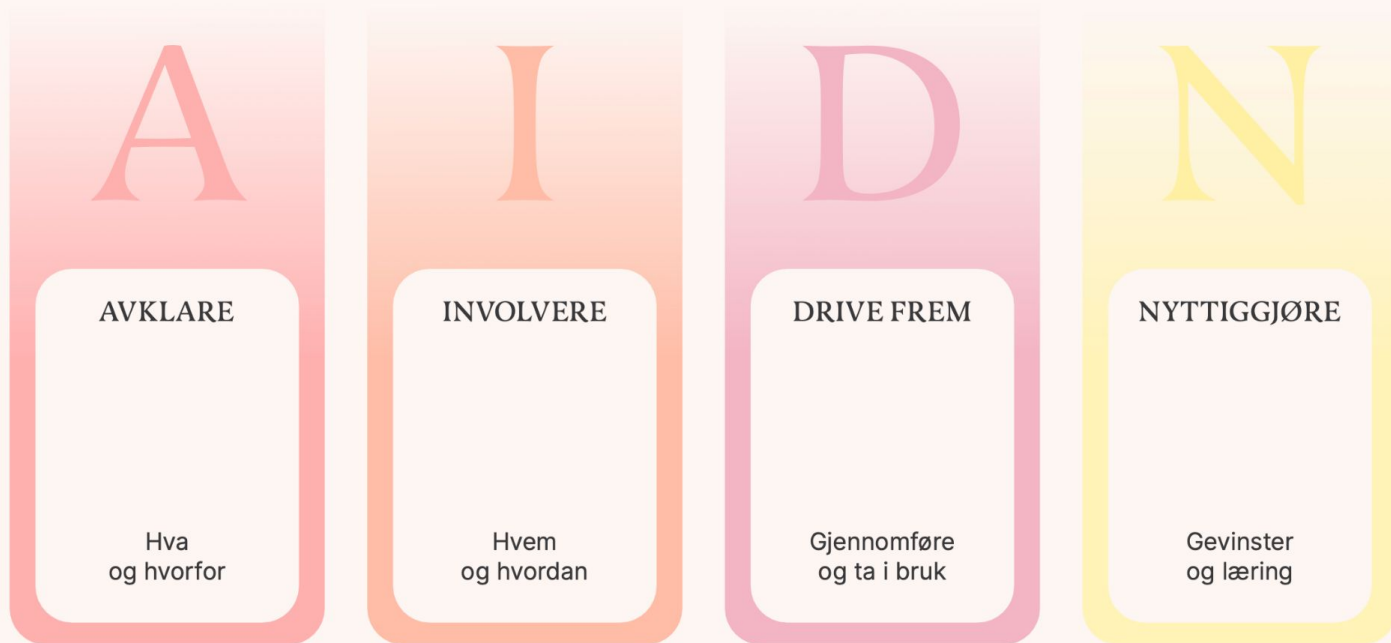 A
AVKLARE
Hva
og hvorfor
I
INVOLVERE
Hvem
og hvordan
D
DRIVE FREM
Gjennomføre
og ta i bruk
N
NYTTIGGJØRE
Gevinster
og læring